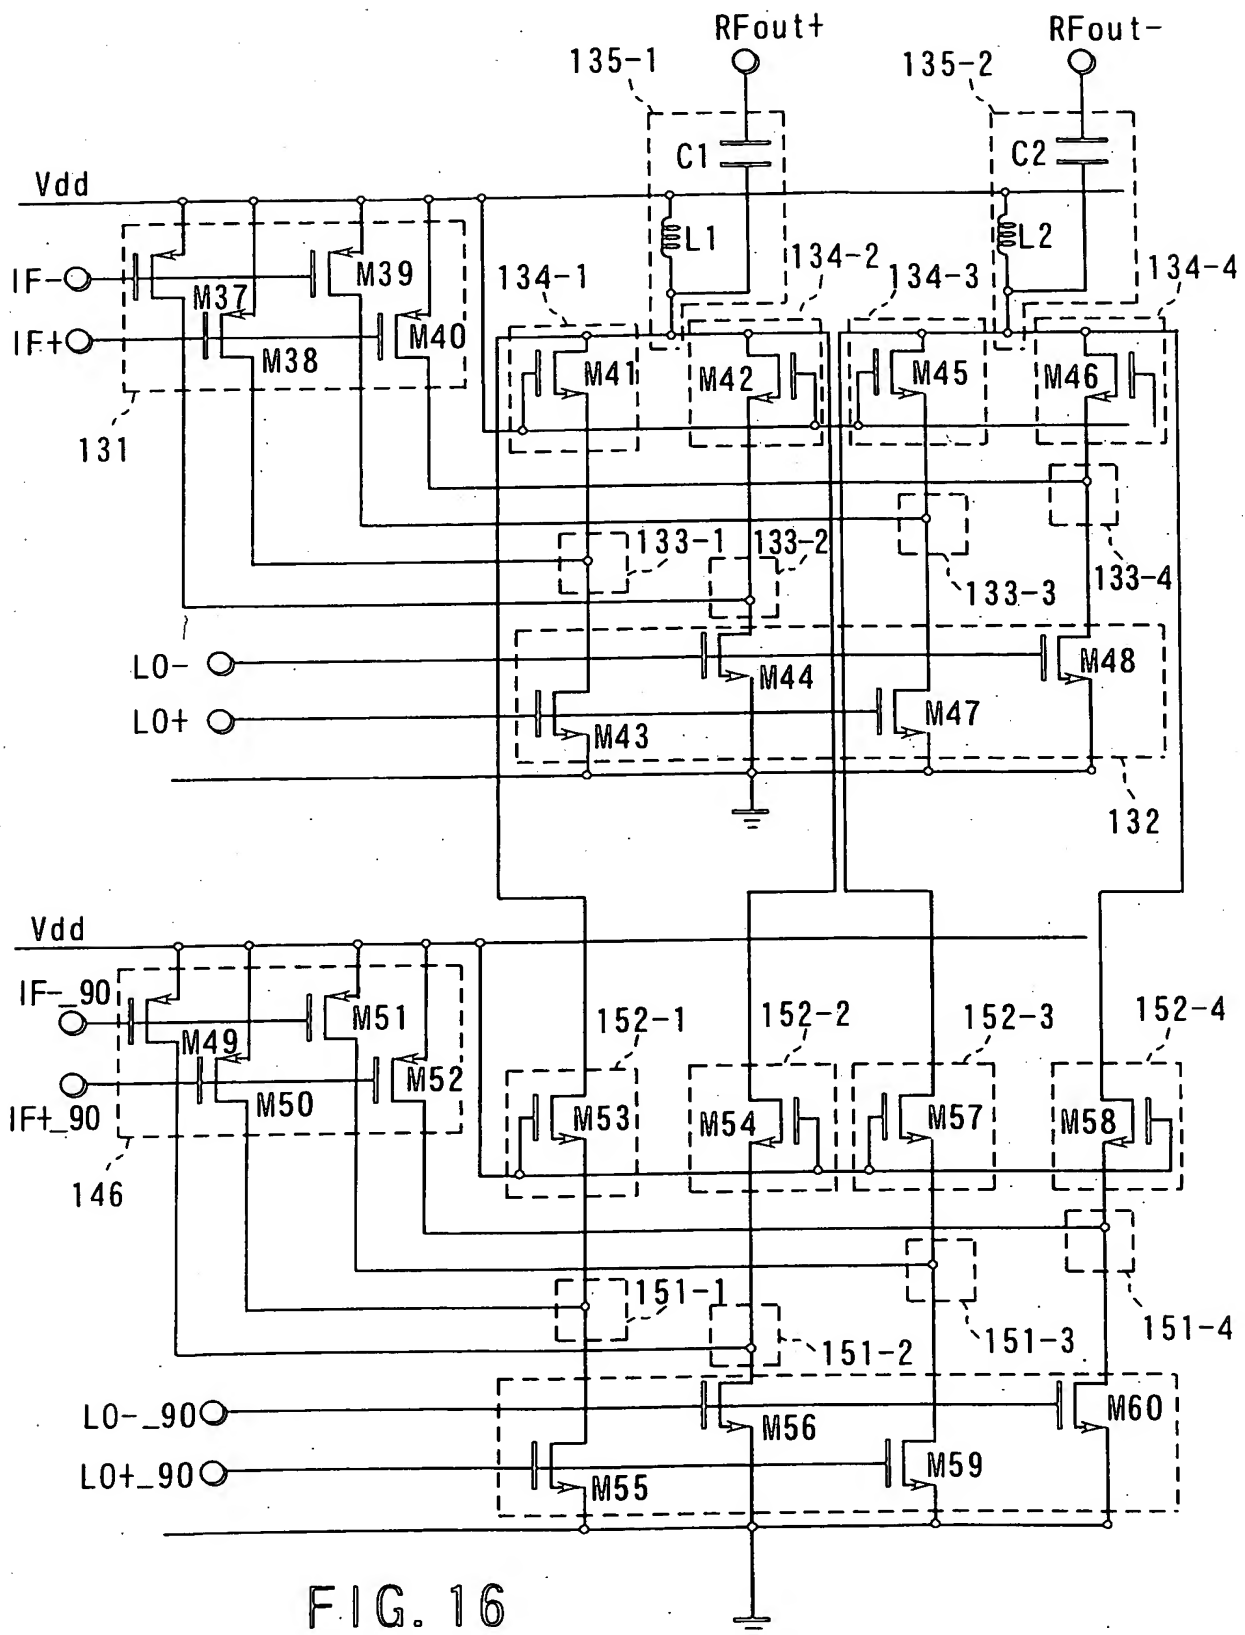 RFout+ RFout-
135-1 135-2
C1 C2
Vdd
L1 L2
IF- M37 M39 134-1 134-2 134-3 134-4
IF+ M38 M40
M41 M42 M45 M46
131
133-1 133-2 133-3 133-4
LO- M44 M48
LO+ M43 M47
132
Vdd
IF-_90 M49 M51 152-1 152-2 152-3 152-4
IF+_90 M50 M52
M53 M54 M57 M58
146
151-1 151-2 151-3 151-4
LO-_90 M56 M60
LO+_90 M55 M59
FIG. 16